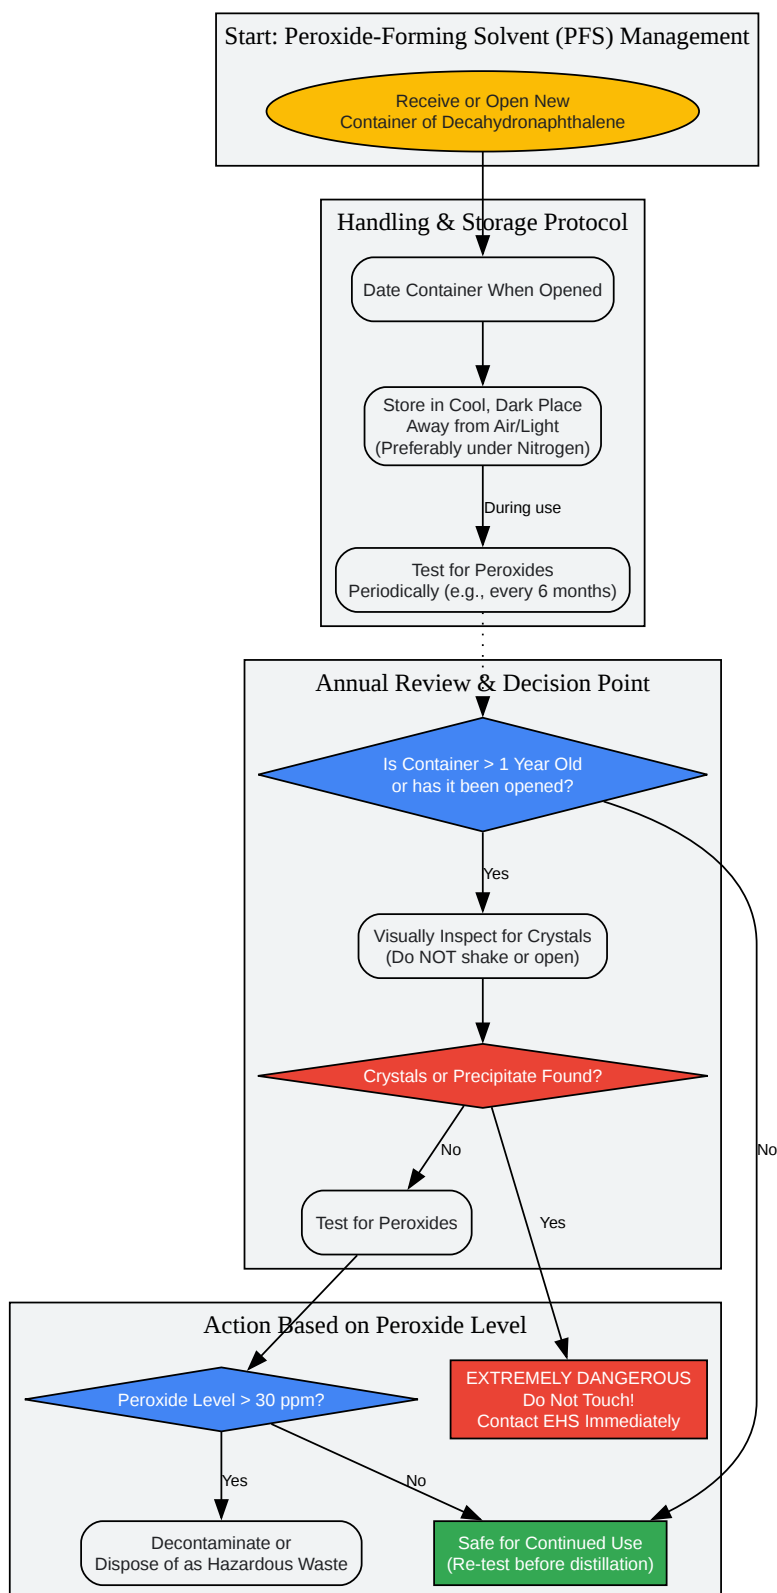 Start: Peroxide-Forming Solvent (PFS) Management
Receive or Open New
Container of Decahydronaphthalene
Handling & Storage Protocol
Date Container When Opened
Store in Cool, Dark Place
Away from Air/Light
(Preferably under Nitrogen)
During use
Test for Peroxides
Periodically (e.g., every 6 months)
Annual Review & Decision Point
Is Container > 1 Year Old
or has it been opened?
Yes
Visually Inspect for Crystals
(Do NOT shake or open)
Crystals or Precipitate Found?
No
No
Test for Peroxides
Yes
Action Based on Peroxide Level
Peroxide Level > 30 ppm?
EXTREMELY DANGEROUS
Do Not Touch!
Contact EHS Immediately
Yes
No
Decontaminate or
Dispose of as Hazardous Waste
Safe for Continued Use
(Re-test before distillation)